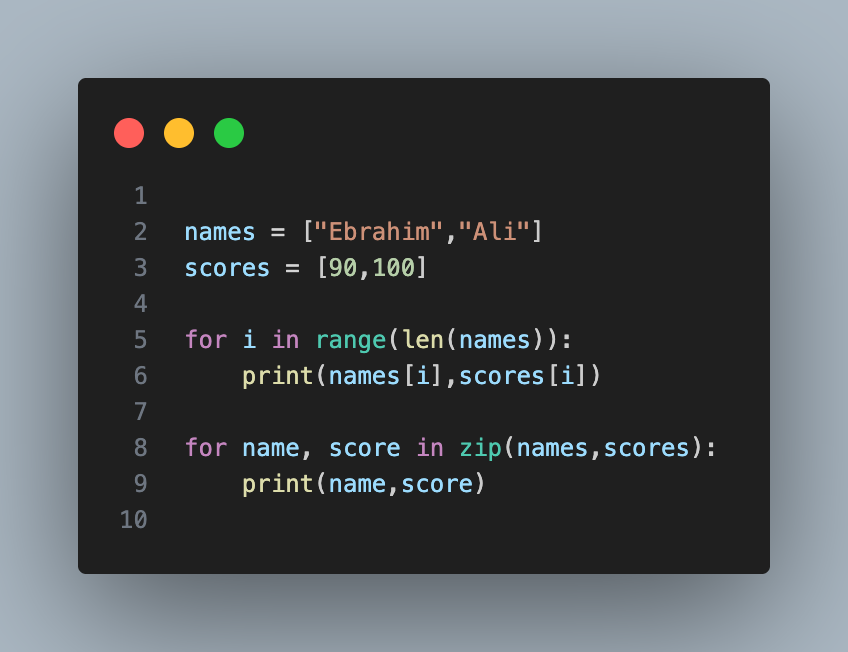 1
2 names = ["Ebrahim","Ali"]
3 scores = [90,100]
4
5 for i in range(len(names)):
6     print(names[i],scores[i])
7
8 for name, score in zip(names,scores):
9     print(name,score)
10